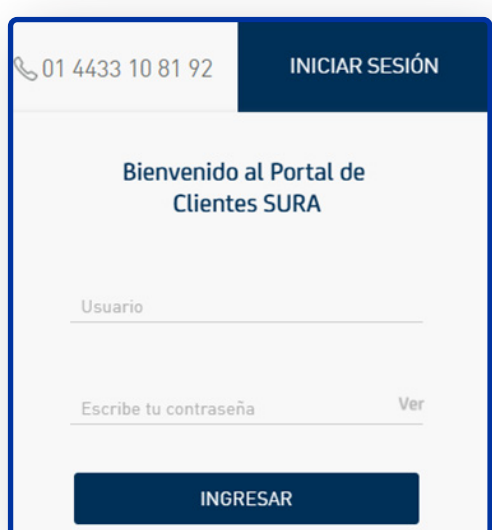 01 4433 10 81 92
INICIAR SESIÓN
Bienvenido al Portal de
Clientes SURA
Usuario
Escribe tu contraseña
Ver
INGRESAR